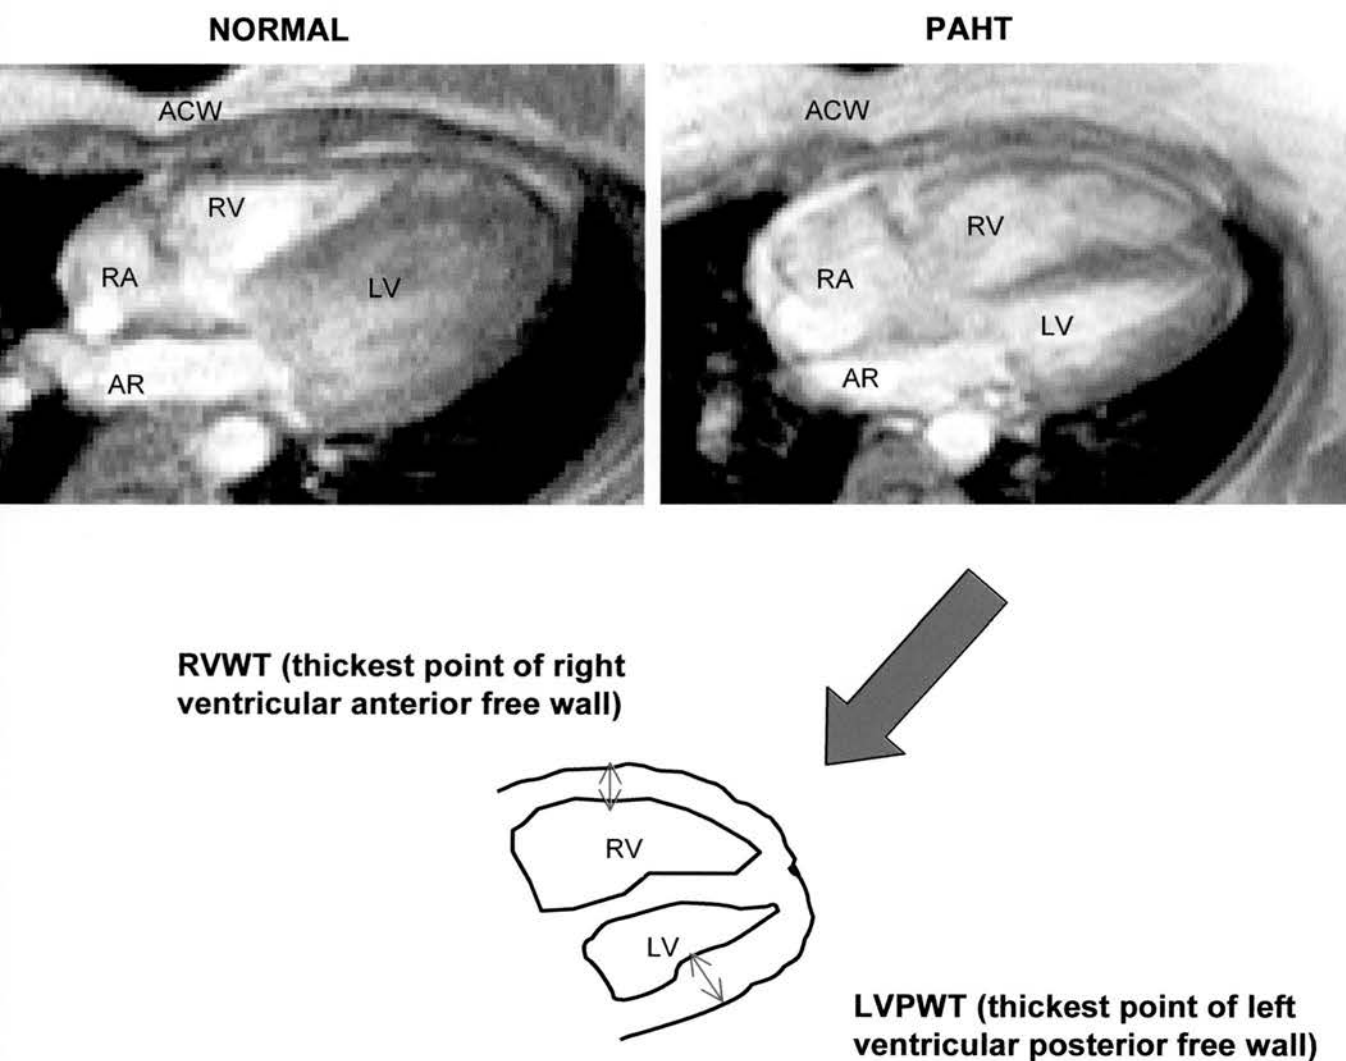 NORMAL
PAHT
ACW
RV
RA
LV
AR
ACW
RV
RA
LV
AR
RVWT (thickest point of right
ventricular anterior free wall)
RV
LV
LVPWT (thickest point of left
ventricular posterior free wall)